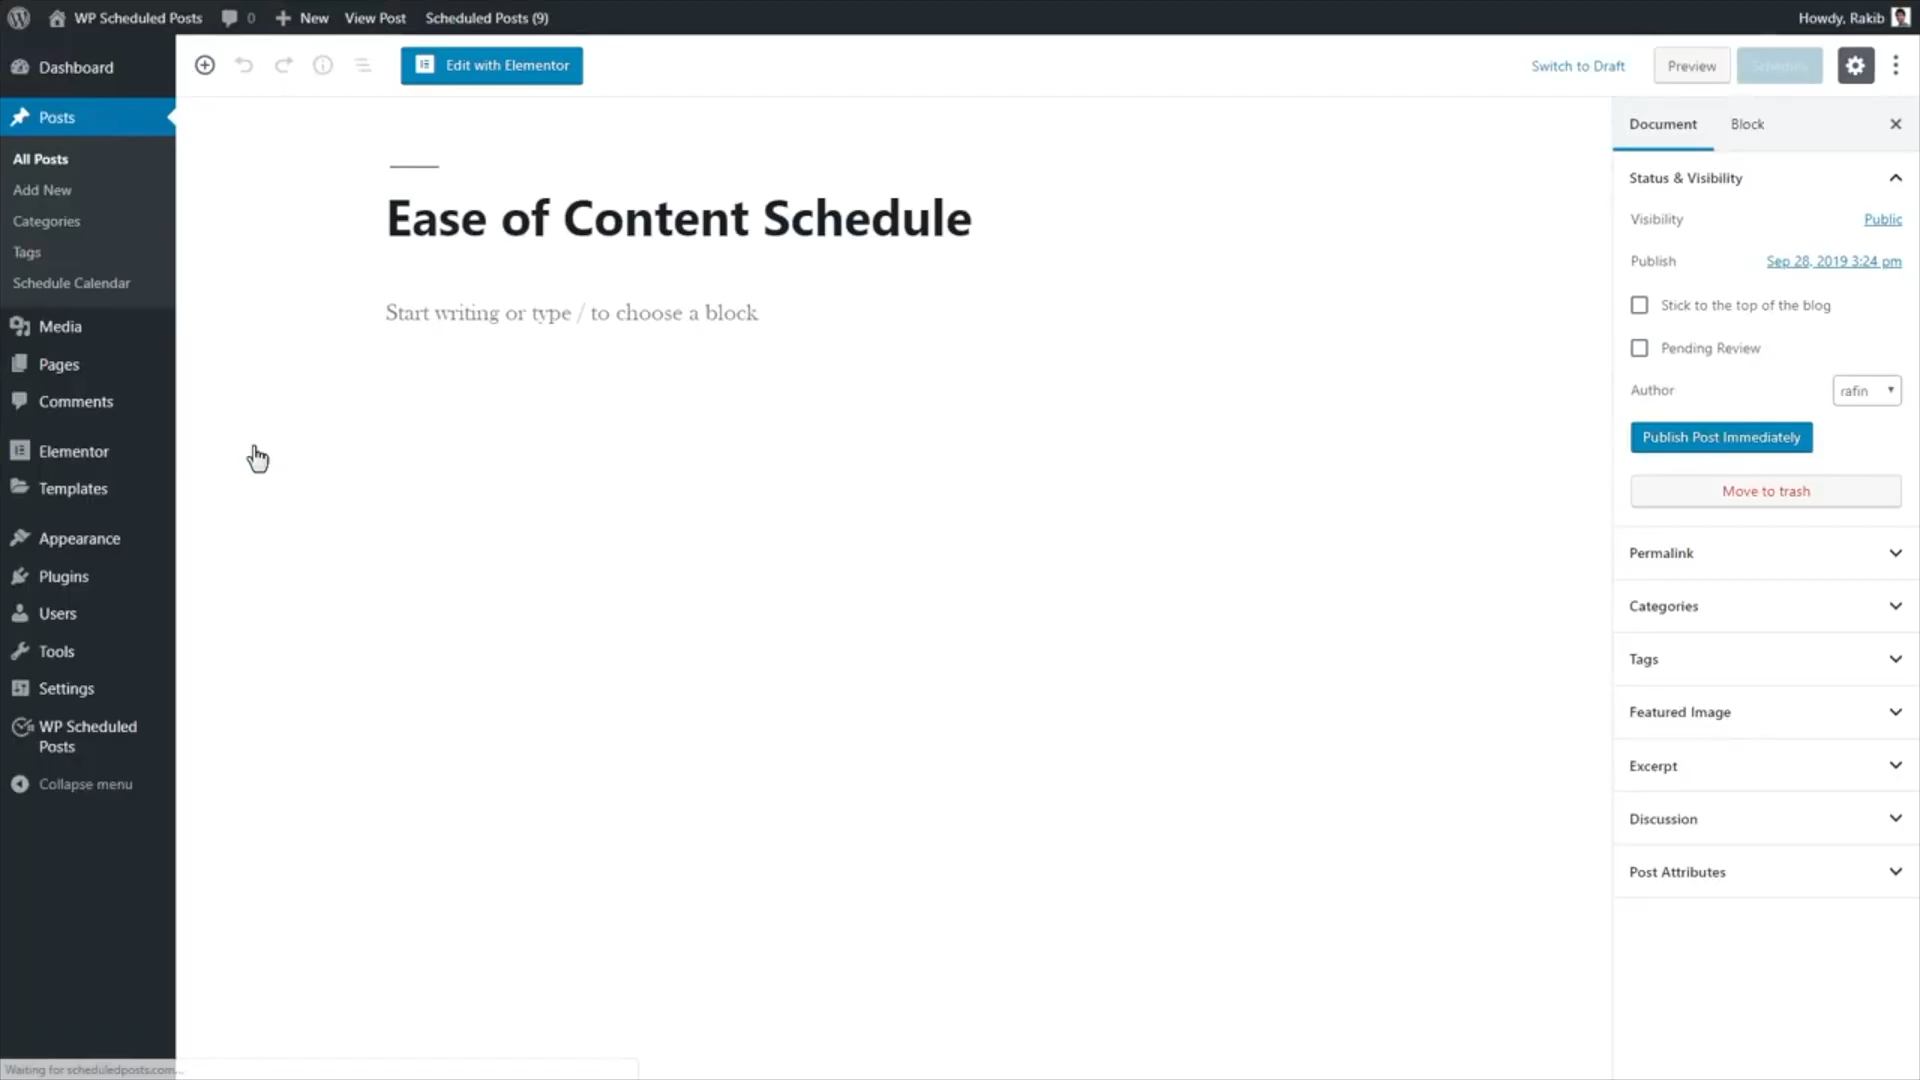 WP Scheduled Posts 0 New View Post Scheduled Posts (9) Howdy, Rakib
Dashboard
Posts
All Posts
Add New
Categories
Tags
Schedule Calendar
Media
Pages
Comments
Elementor
Templates
Appearance
Plugins
Users
Tools
Settings
WP Scheduled
Posts
Collapse menu
Waiting for scheduledposts.com...
Edit with Elementor Switch to Draft Preview
Ease of Content Schedule
Start writing or type / to choose a block
Document Block
Status & Visibility
Visibility Public
Publish Sep 28, 2019 3:24 pm
Stick to the top of the blog
Pending Review
Author rafin
Publish Post Immediately
Move to trash
Permalink
Categories
Tags
Featured Image
Excerpt
Discussion
Post Attributes